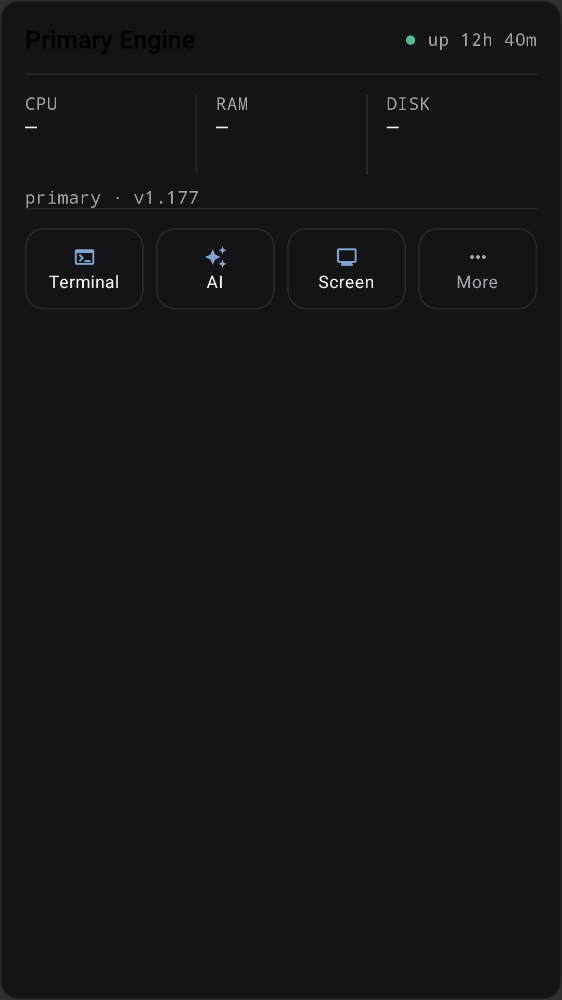 Primary Engine
up 12h 40m
CPU
RAM
DISK
—
—
—
primary · v1.177
Terminal
AI
Screen
More